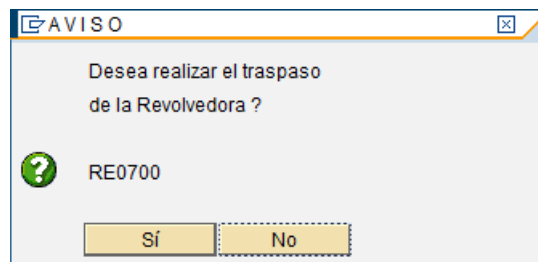 AVISO
Desea realizar el traspaso
de la Revolvedora ?
RE0700
Sí
No